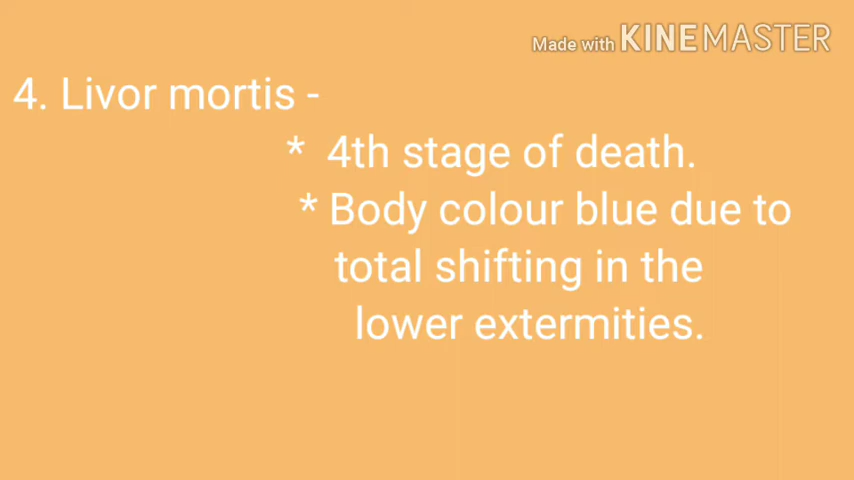 Made with KINEMASTER
4. Livor mortis -
* 4th stage of death.
* Body colour blue due to
total shifting in the
lower extermities.